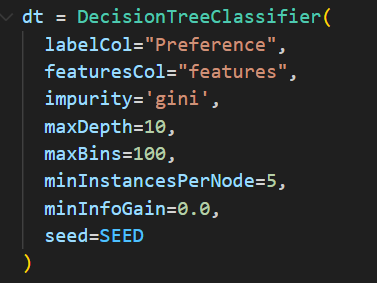 dt = DecisionTreeClassifier(
labelCol="Preference",
featuresCol="features",
impurity='gini',
maxDepth=10,
maxBins=100,
minInstancesPerNode=5,
minInfoGain=0.0,
seed=SEED
)